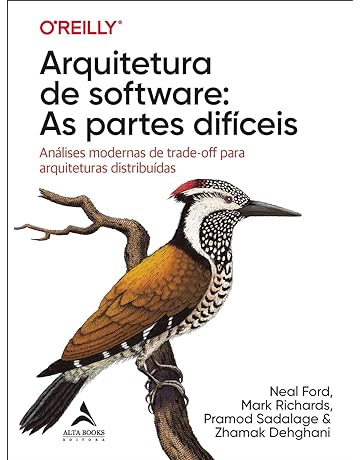 O'REILLY®
Arquitetura
de software:
As partes difíceis
Análises modernas de trade-off para
arquiteturas distribuídas
Neal Ford,
Mark Richards,
Pramod Sadalage &
Zhamak Dehghani
ALTA BOOKS
EDITORA